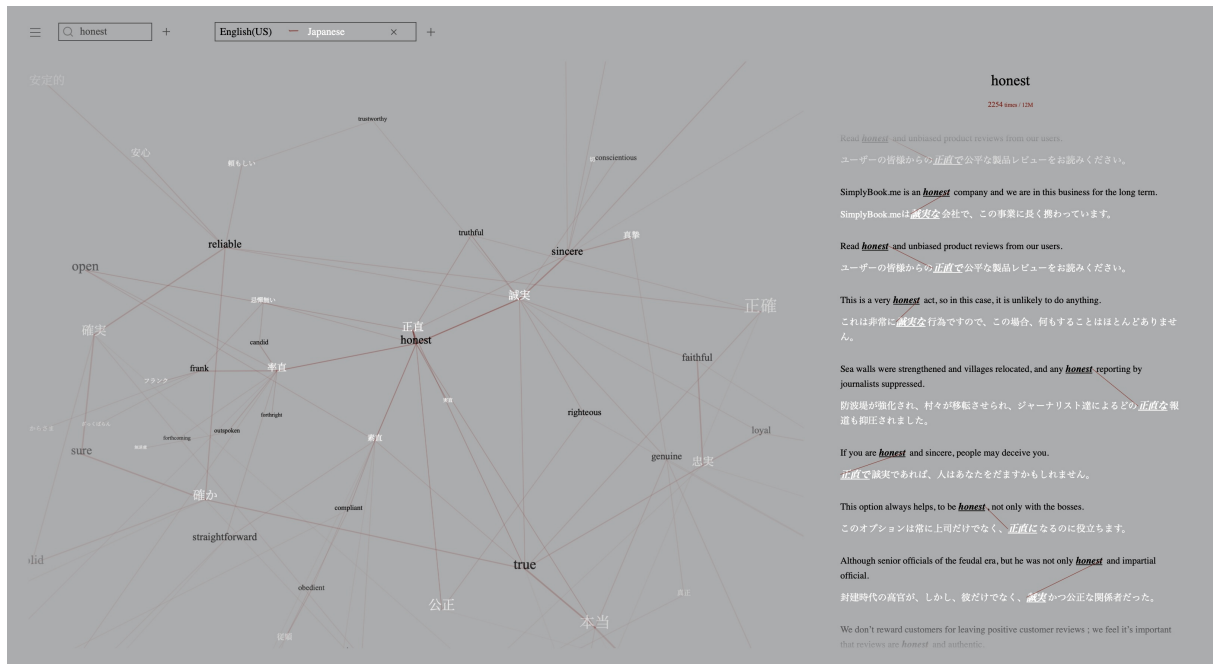 honest
English(US) — Japanese ×
安定的
trustworthy
安心
頼もしい
conscientious
truthful
真摯
reliable
sincere
open
誠実
正確
確実
正直
honest
candid
faithful
frank
率直
フランク
forthright
righteous
outspoken
loyal
forthcoming
素直
sure
genuine
忠実
確か
compliant
straightforward
true
obedient
公正
真正
本当
従順
honest
2254 times / 12M
Read honest and unbiased product reviews from our users.
ユーザーの皆様からの正直で公平な製品レビューをお読みください。
SimplyBook.me is an honest company and we are in this business for the long term.
SimplyBook.meは誠実な会社で、この事業に長く携わっています。
Read honest and unbiased product reviews from our users.
ユーザーの皆様からの正直で公平な製品レビューをお読みください。
This is a very honest act, so in this case, it is unlikely to do anything.
これは非常に誠実な行為ですので、この場合、何もすることはほとんどありませ
ん。
Sea walls were strengthened and villages relocated, and any honest reporting by
journalists suppressed.
防波堤が強化され、村々が移転させられ、ジャーナリスト達によるどの正直な報
道も抑圧されました。
If you are honest and sincere, people may deceive you.
正直で誠実であれば、人はあなたをだますかもしれません。
This option always helps, to be honest , not only with the bosses.
このオプションは常に上司だけでなく、正直になるのに役立ちます。
Although senior officials of the feudal era, but he was not only honest and impartial
official.
封建時代の高官が、しかし、彼だけでなく、誠実かつ公正な関係者だった。
We don't reward customers for leaving positive customer reviews ; we feel it's important
that reviews are honest and authentic.